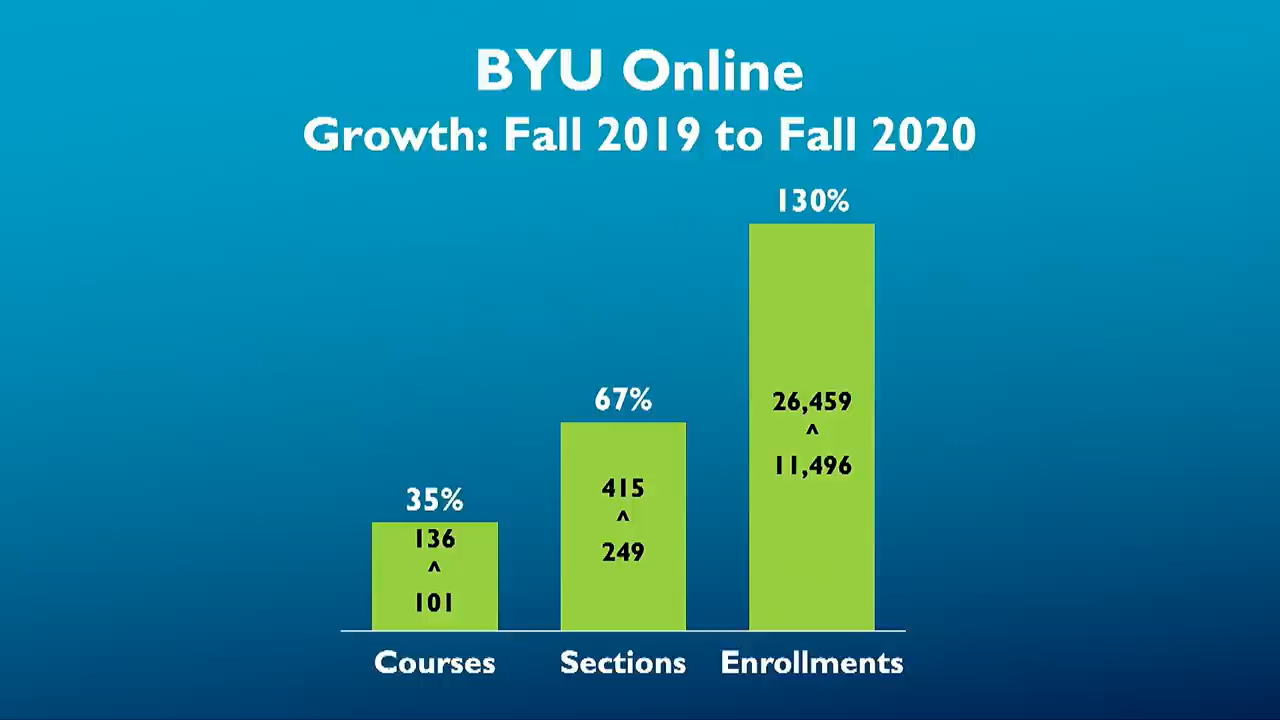 BYU Online
Growth: Fall 2019 to Fall 2020
130%
26,459
^
11,496
67%
415
^
249
35%
136
^
101
Courses
Sections
Enrollments